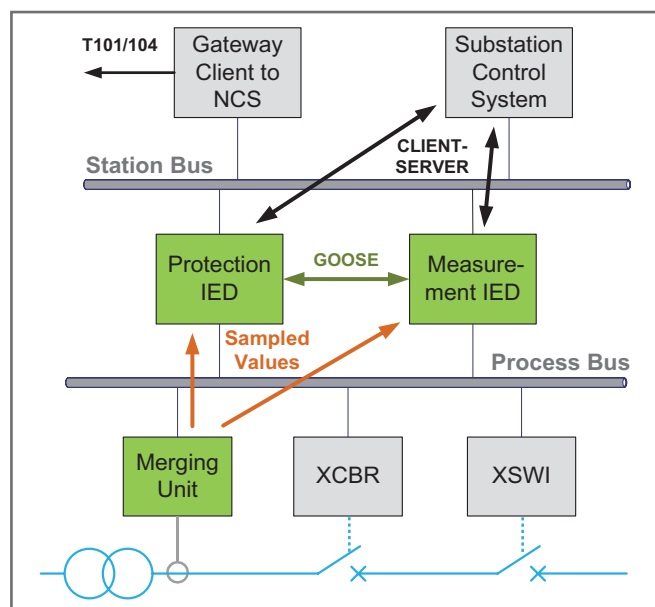 T101/104
Gateway
Client to
NCS
Substation
Control
System
CLIENT-
SERVER
Station Bus
Protection
IED
GOOSE
Measure-
ment IED
Sampled
Values
Process Bus
Merging
Unit
XCBR
XSWI